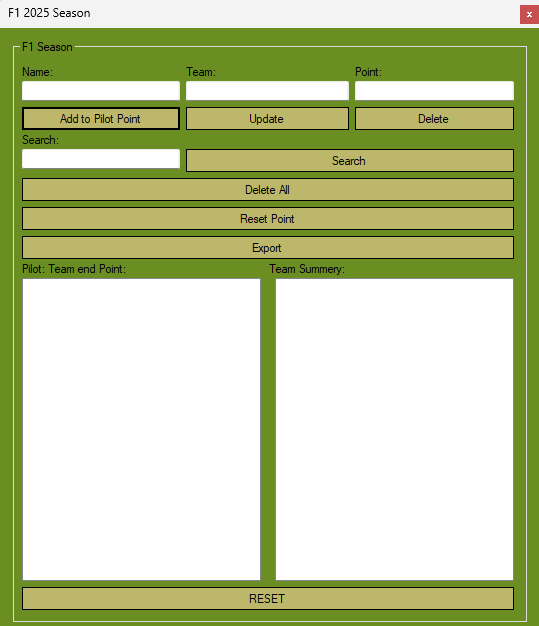 F1 2025 Season
x
F1 Season
Name: Team: Point:
Add to Pilot Point Update Delete
Search:
Search
Delete All
Reset Point
Export
Pilot: Team end Point: Team Summery:
RESET